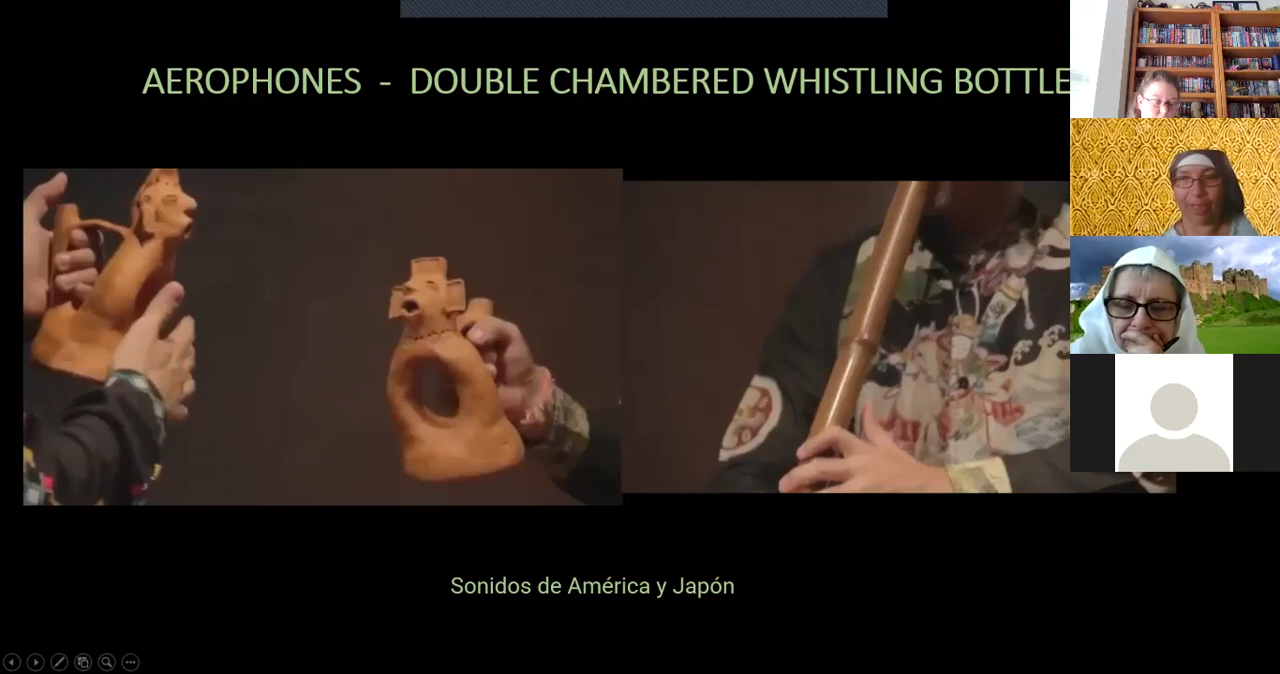 AEROPHONES - DOUBLE CHAMBERED WHISTLING BOTTLE
Sonidos de América y Japón